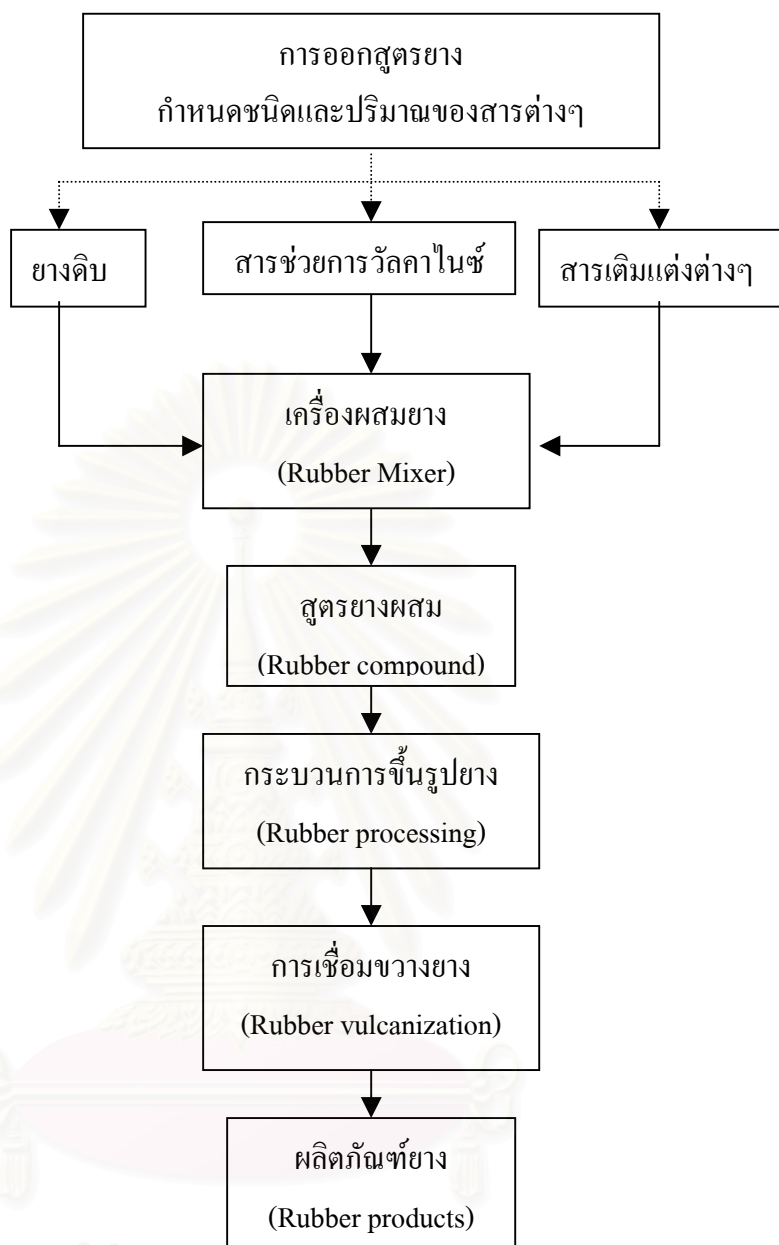 การออกสูตรยาง
กำหนดชนิดและปริมาณของสารต่างๆ
ยางดิบ
สารช่วยการวัลคาไนซ์
สารเติมแต่งต่างๆ
เครื่องผสมยาง
(Rubber Mixer)
สูตรยางผสม
(Rubber compound)
กระบวนการขึ้นรูปยาง
(Rubber processing)
การเชื่อมขวางยาง
(Rubber vulcanization)
ผลิตภัณฑ์ยาง
(Rubber products)